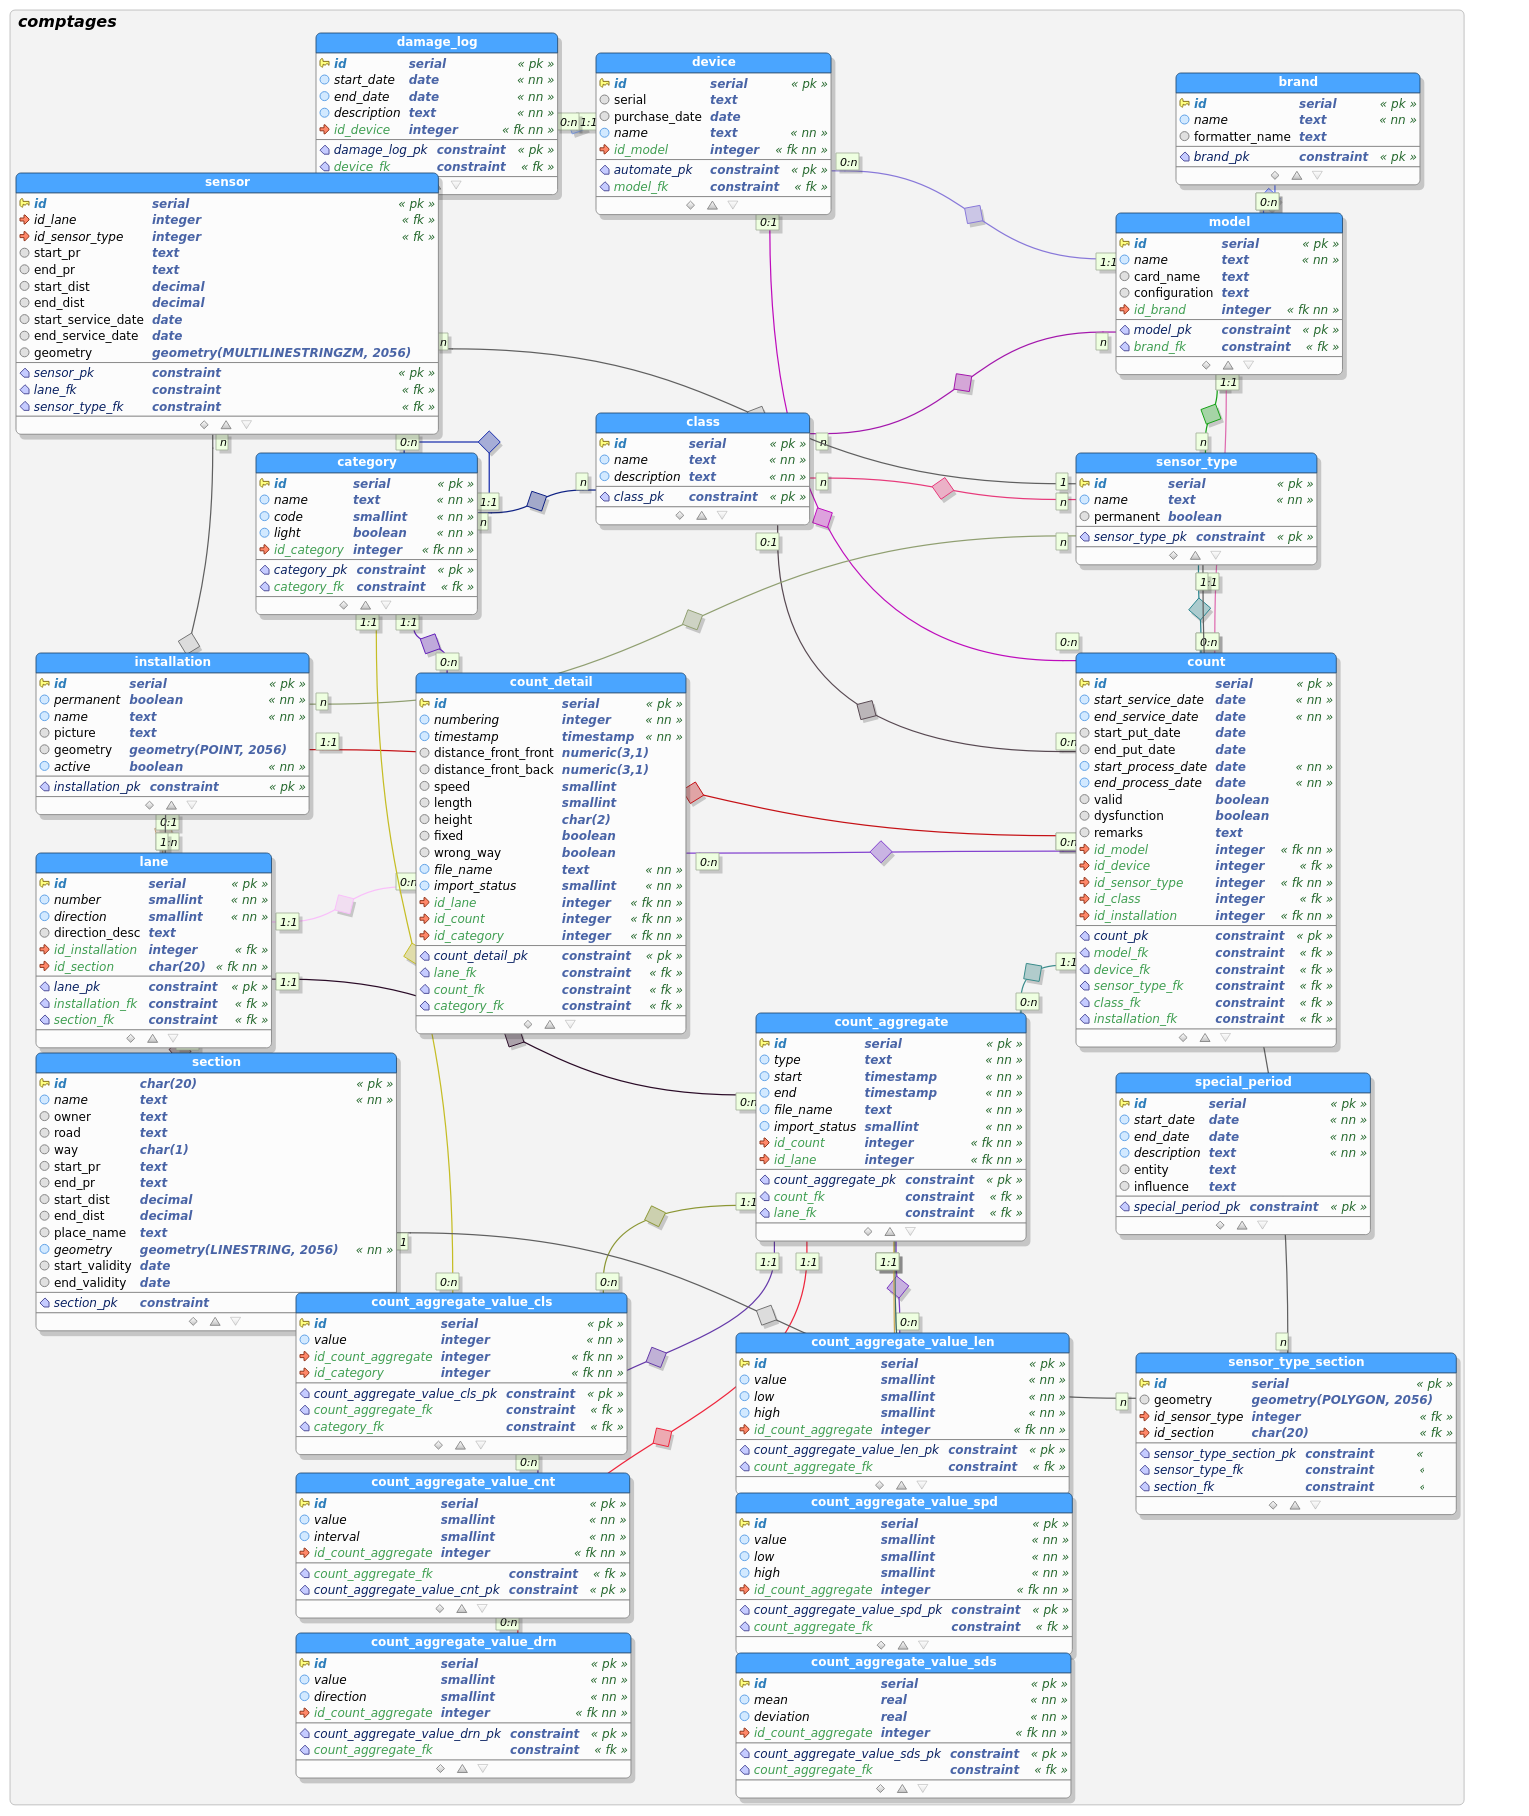 comptages
damage_log
id serial « pk »
start_date date « nn »
end_date date « nn »
description text « nn »
id_device integer « fk nn »
damage_log_pk constraint « pk »
device_fk constraint « fk »
0:n
1:1
device
id serial « pk »
serial text
purchase_date date
name text « nn »
id_model integer « fk nn »
automate_pk constraint « pk »
model_fk constraint « fk »
0:n
0:1
brand
id serial « pk »
name text « nn »
formatter_name text
brand_pk constraint « pk »
0:n
1:1
model
id serial « pk »
name text « nn »
card_name text
configuration text
id_brand integer « fk nn »
model_pk constraint « pk »
brand_fk constraint « fk »
n
1:1
sensor
id serial « pk »
id_lane integer « fk »
id_sensor_type integer « fk »
start_pr text
end_pr text
start_dist decimal
end_dist decimal
start_service_date date
end_service_date date
geometry geometry(MULTILINESTRINGZM, 2056)
sensor_pk constraint « pk »
lane_fk constraint « fk »
sensor_type_fk constraint « fk »
n
n
0:n
category
id serial « pk »
name text « nn »
code smallint « nn »
light boolean « nn »
id_category integer « fk nn »
category_pk constraint « pk »
category_fk constraint « fk »
1:1
n
1:1
1:1
0:n
n
class
id serial « pk »
name text « nn »
description text « nn »
class_pk constraint « pk »
n
n
0:1
n
1
n
n
sensor_type
id serial « pk »
name text « nn »
permanent boolean
sensor_type_pk constraint « pk »
1:1
0:n
0:n
installation
id serial « pk »
permanent boolean « nn »
name text « nn »
picture text
geometry geometry(POINT, 2056)
active boolean « nn »
installation_pk constraint « pk »
n
1:1
0:1
1:n
count_detail
id serial « pk »
numbering integer « nn »
timestamp timestamp « nn »
distance_front_front numeric(3,1)
distance_front_back numeric(3,1)
speed smallint
length smallint
height char(2)
fixed boolean
wrong_way boolean
file_name text « nn »
import_status smallint « nn »
id_lane integer « fk nn »
id_count integer « fk nn »
id_category integer « fk nn »
count_detail_pk constraint « pk »
lane_fk constraint « fk »
count_fk constraint « fk »
category_fk constraint « fk »
0:n
0:n
count
id serial « pk »
start_service_date date « nn »
end_service_date date « nn »
start_put_date date
end_put_date date
start_process_date date « nn »
end_process_date date « nn »
valid boolean
dysfunction boolean
remarks text
id_model integer « fk nn »
id_device integer « fk »
id_sensor_type integer « fk nn »
id_class integer « fk »
id_installation integer « fk nn »
count_pk constraint « pk »
model_fk constraint « fk »
device_fk constraint « fk »
sensor_type_fk constraint « fk »
class_fk constraint « fk »
installation_fk constraint « fk »
0:n
0:n
1:1
0:n
lane
id serial « pk »
number smallint « nn »
direction smallint « nn »
direction_desc text
id_installation integer « fk »
id_section char(20) « fk nn »
lane_pk constraint « pk »
installation_fk constraint « fk »
section_fk constraint « fk »
1:1
1:1
section
id char(20) « pk »
name text « nn »
owner text
road text
way char(1)
start_pr text
end_pr text
start_dist decimal
end_dist decimal
place_name text
geometry geometry(LINESTRING, 2056) « nn »
start_validity date
end_validity date
section_pk constraint
1
count_aggregate
id serial « pk »
type text « nn »
start timestamp « nn »
end timestamp « nn »
file_name text « nn »
import_status smallint « nn »
id_count integer « fk nn »
id_lane integer « fk nn »
count_aggregate_pk constraint « pk »
count_fk constraint « fk »
lane_fk constraint « fk »
0:n
1:1
1:1
1:1
1:1
0:n
special_period
id serial « pk »
start_date date « nn »
end_date date « nn »
description text « nn »
entity text
influence text
special_period_pk constraint « pk »
0:n
0:n
count_aggregate_value_cls
id serial « pk »
value integer « nn »
id_count_aggregate integer « fk nn »
id_category integer « fk nn »
count_aggregate_value_cls_pk constraint « pk »
count_aggregate_fk constraint « fk »
category_fk constraint « fk »
0:n
count_aggregate_value_len
id serial « pk »
value smallint « nn »
low smallint « nn »
high smallint « nn »
id_count_aggregate integer « fk nn »
count_aggregate_value_len_pk constraint « pk »
count_aggregate_fk constraint « fk »
n
n
sensor_type_section
id serial « pk »
geometry geometry(POLYGON, 2056)
id_sensor_type integer « fk »
id_section char(20) « fk »
sensor_type_section_pk constraint «
sensor_type_fk constraint
section_fk constraint
count_aggregate_value_cnt
id serial « pk »
value smallint « nn »
interval smallint « nn »
id_count_aggregate integer « fk nn »
count_aggregate_fk constraint « fk »
count_aggregate_value_cnt_pk constraint « pk »
0:n
count_aggregate_value_spd
id serial « pk »
value smallint « nn »
low smallint « nn »
high smallint « nn »
id_count_aggregate integer « fk nn »
count_aggregate_value_spd_pk constraint « pk »
count_aggregate_fk constraint « fk »
count_aggregate_value_drn
id serial « pk »
value smallint « nn »
direction smallint « nn »
id_count_aggregate integer « fk nn »
count_aggregate_value_drn_pk constraint « pk »
count_aggregate_fk constraint « fk »
count_aggregate_value_sds
id serial « pk »
mean real « nn »
deviation real « nn »
id_count_aggregate integer « fk nn »
count_aggregate_value_sds_pk constraint « pk »
count_aggregate_fk constraint « fk »